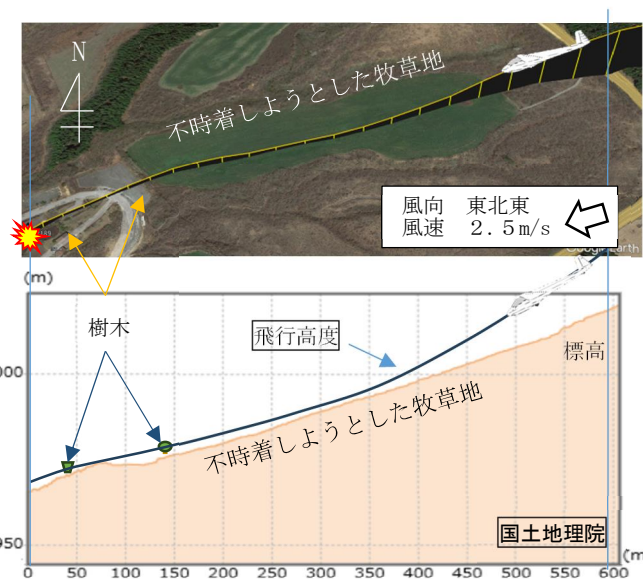 N
不時着しようとした牧草地
風向 東北東
風速 2.5m/s
Google Earth
(m)
樹木
飛行高度
標高
000
不時着しようとした牧草地
国土地理院
950
0 50 100 150 200 250 300 350 400 450 500 550 600 (m